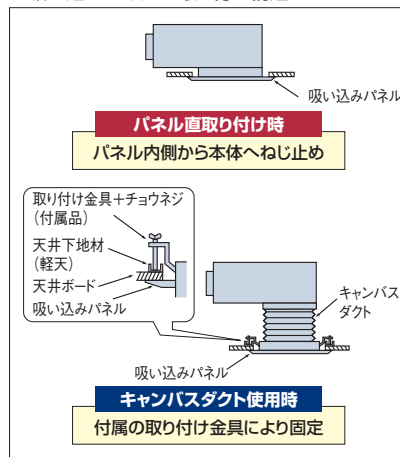 吸い込みパネル
パネル直取り付け時
パネル内側から本体へねじ止め
取り付け金具+チョウネジ
(付属品)
天井下地材
(軽天)
天井ボード
吸い込みパネル
キャンバス
ダクト
吸い込みパネル
キャンバスダクト使用時
付属の取り付け金具により固定